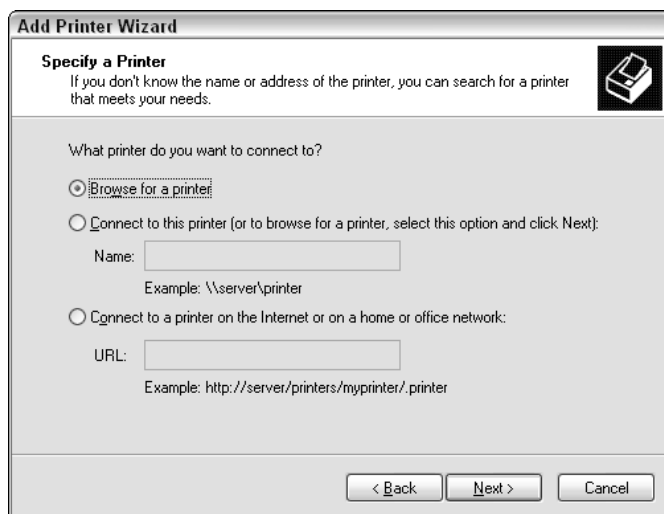 Add Printer Wizard
Specify a Printer
If you don't know the name or address of the printer, you can search for a printer
that meets your needs.
What printer do you want to connect to?
Browse for a printer
Connect to this printer (or to browse for a printer, select this option and click Next):
Name:
Example: \\server\printer
Connect to a printer on the Internet or on a home or office network:
URL:
Example: http://server/printers/myprinter/.printer
< Back Next > Cancel